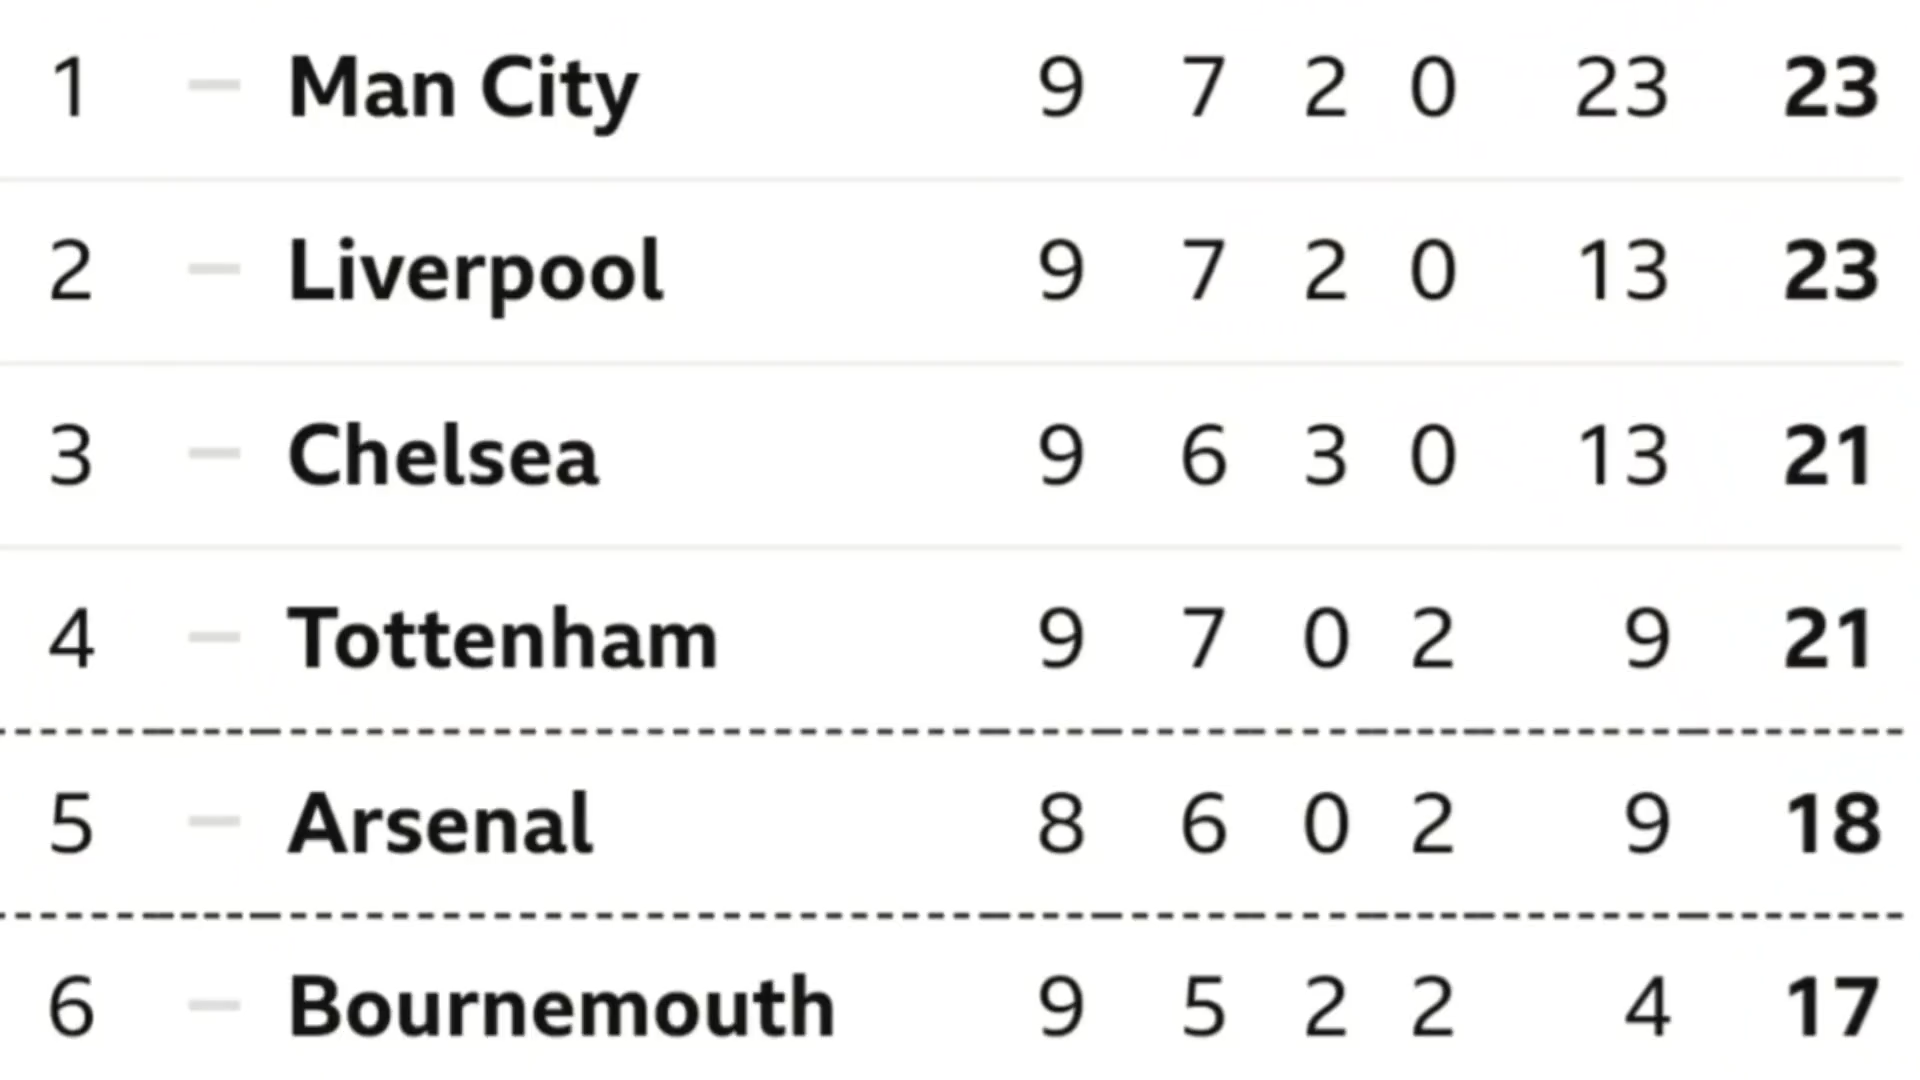 1 – Man City 9 7 2 0 23 23
2 – Liverpool 9 7 2 0 13 23
3 – Chelsea 9 6 3 0 13 21
4 – Tottenham 9 7 0 2 9 21
5 – Arsenal 8 6 0 2 9 18
6 – Bournemouth 9 5 2 2 4 17